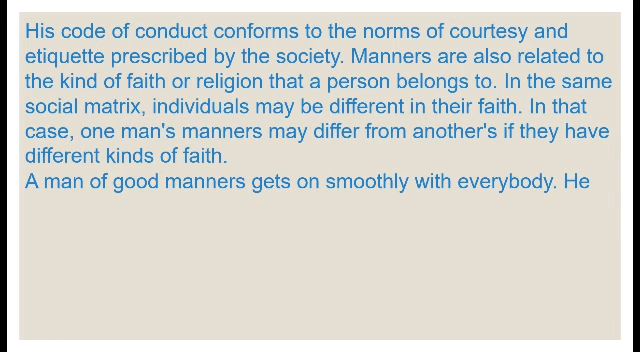 His code of conduct conforms to the norms of courtesy and
etiquette prescribed by the society. Manners are also related to
the kind of faith or religion that a person belongs to. In the same
social matrix, individuals may be different in their faith. In that
case, one man's manners may differ from another's if they have
different kinds of faith.
A man of good manners gets on smoothly with everybody. He